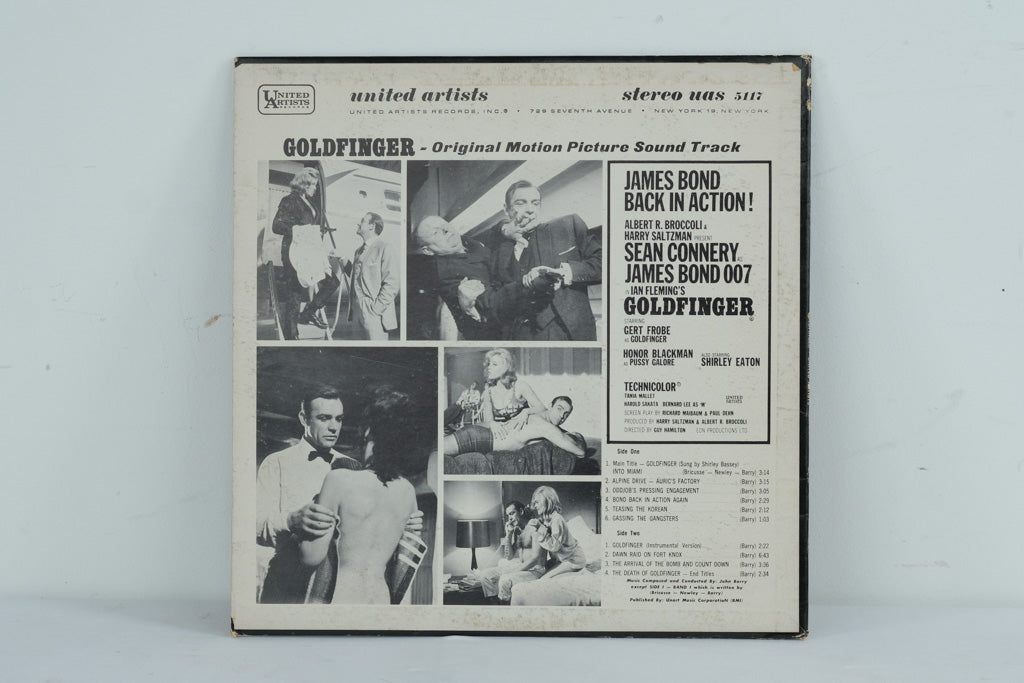 UNITED
ARTISTS
RECORDS
united artists
stereo uas 5117
UNITED ARTISTS RECORDS, INC.® • 729 SEVENTH AVENUE • NEW YORK 19, NEW YORK
GOLDFINGER - Original Motion Picture Sound Track
JAMES BOND
BACK IN ACTION!
ALBERT R. BROCCOLI &
HARRY SALTZMAN PRESENT
SEAN CONNERY AS
JAMES BOND 007
IN IAN FLEMING'S
GOLDFINGER
STARRING
GERT FROBE
AS GOLDFINGER
HONOR BLACKMAN
AS PUSSY GALORE
ALSO STARRING
SHIRLEY EATON
TECHNICOLOR®
TANIA MALLET
HAROLD SAKATA BERNARD LEE AS 'M'
UNITED
ARTISTS
SCREEN PLAY BY RICHARD MAIBAUM & PAUL DEHN
PRODUCED BY HARRY SALTZMAN & ALBERT R. BROCCOLI
DIRECTED BY GUY HAMILTON EON PRODUCTIONS LTD
Side One
1. Main Title — GOLDFINGER (Sung by Shirley Bassey)
INTO MIAMI (Bricusse — Newley — Barry) 3:14
2. ALPINE DRIVE — AURIC'S FACTORY (Barry) 3:15
3. ODDJOB'S PRESSING ENGAGEMENT (Barry) 3:05
4. BOND BACK IN ACTION AGAIN (Barry) 2:29
5. TEASING THE KOREAN (Barry) 2:12
6. GASSING THE GANGSTERS (Barry) 1:03
Side Two
1. GOLDFINGER (Instrumental Version) (Barry) 2:22
2. DAWN RAID ON FORT KNOX (Barry) 6:43
3. THE ARRIVAL OF THE BOMB AND COUNT DOWN (Barry) 3:36
4. THE DEATH OF GOLDFINGER — End Titles (Barry) 2:34
Music Composed and Conducted By: John Barry
except SIDE I — BAND I which is written by
(Bricusse — Newley — Barry)
Published By: Unart Music Corporation (BMI)